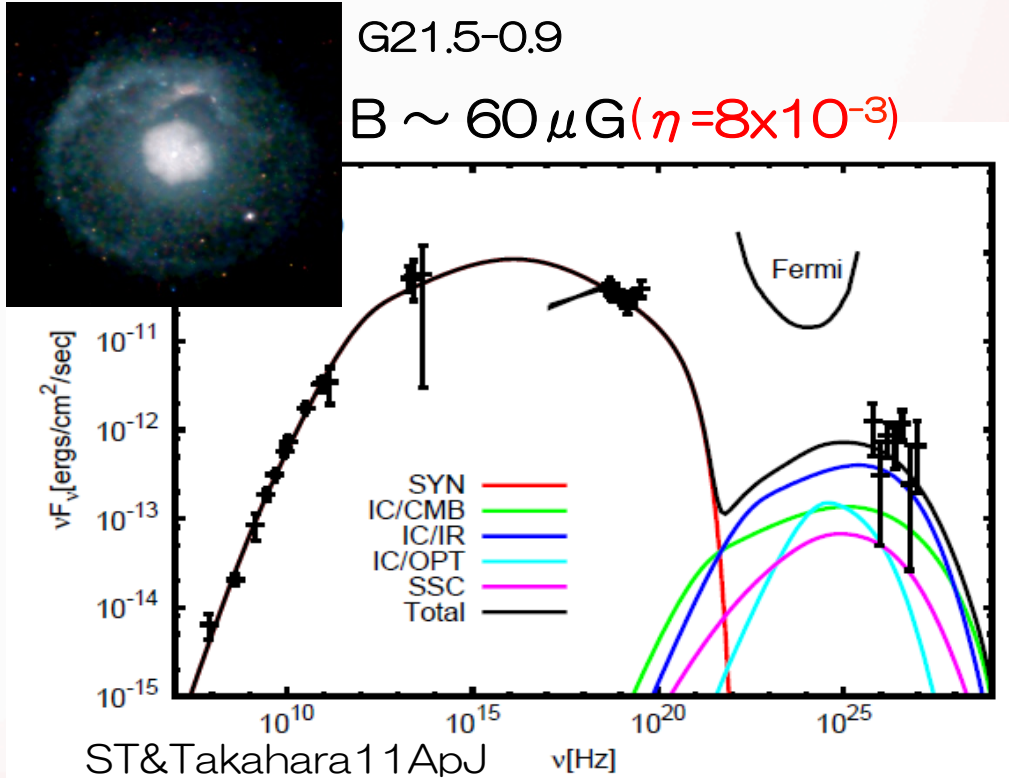 G21.5-0.9
B ～ 60μG(η=8x10⁻³)
Fermi
νFν[ergs/cm²/sec]
10⁻¹¹
10⁻¹²
10⁻¹³
10⁻¹⁴
10⁻¹⁵
SYN
IC/CMB
IC/IR
IC/OPT
SSC
Total
10¹⁰
10¹⁵
10²⁰
10²⁵
ν[Hz]
ST&Takahara11ApJ